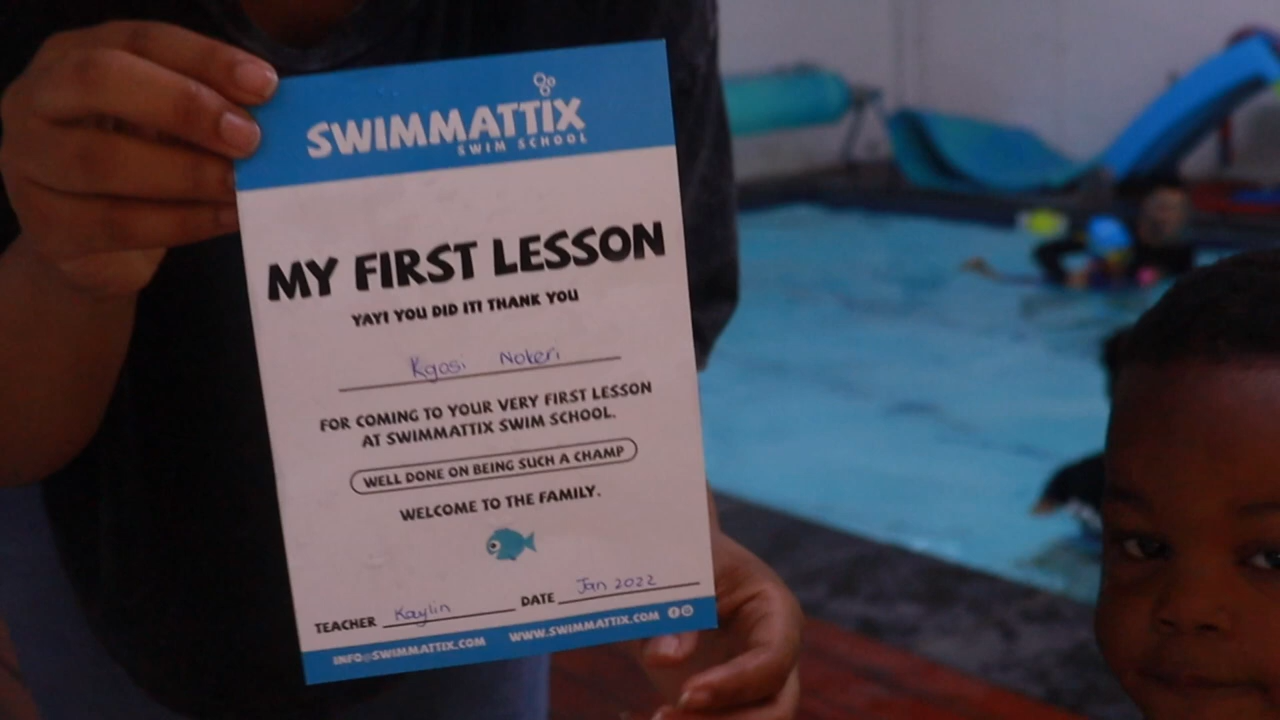 SWIMMATTIX
SWIM SCHOOL
MY FIRST LESSON
YAY! YOU DID IT! THANK YOU
Kgosi Nokeri
FOR COMING TO YOUR VERY FIRST LESSON
AT SWIMMATTIX SWIM SCHOOL.
WELL DONE ON BEING SUCH A CHAMP
WELCOME TO THE FAMILY.
TEACHER Kaylin DATE Jan 2022
INFO@SWIMMATTIX.COM WWW.SWIMMATTIX.COM